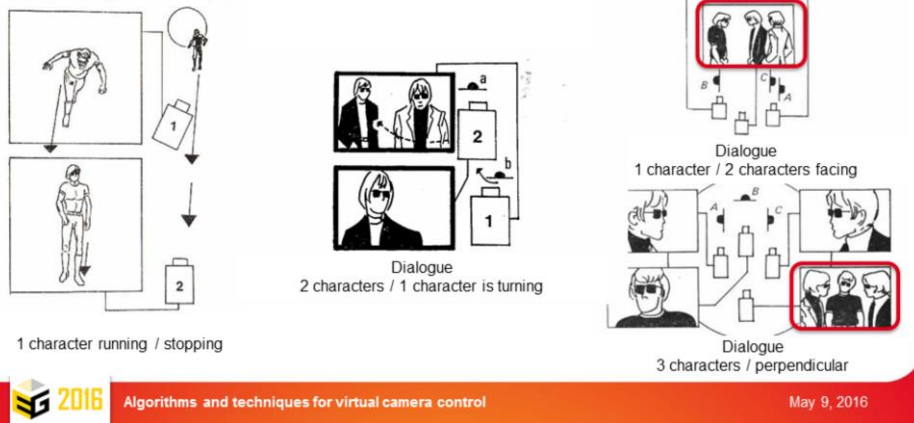 1
2
1 character running / stopping
a
2
b
1
Dialogue
2 characters / 1 character is turning
B
C
A
Dialogue
1 character / 2 characters facing
A
B
C
Dialogue
3 characters / perpendicular
EG 2016
Algorithms and techniques for virtual camera control
May 9, 2016